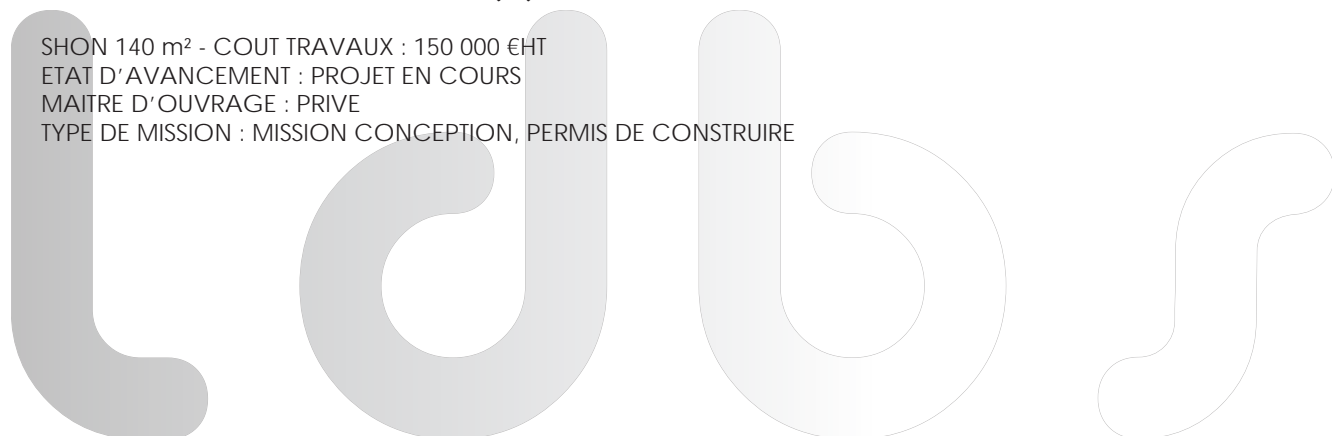 SHON 140 m² - COUT TRAVAUX : 150 000 €HT
ETAT D'AVANCEMENT : PROJET EN COURS
MAITRE D'OUVRAGE : PRIVE
TYPE DE MISSION : MISSION CONCEPTION, PERMIS DE CONSTRUIRE
ldbs